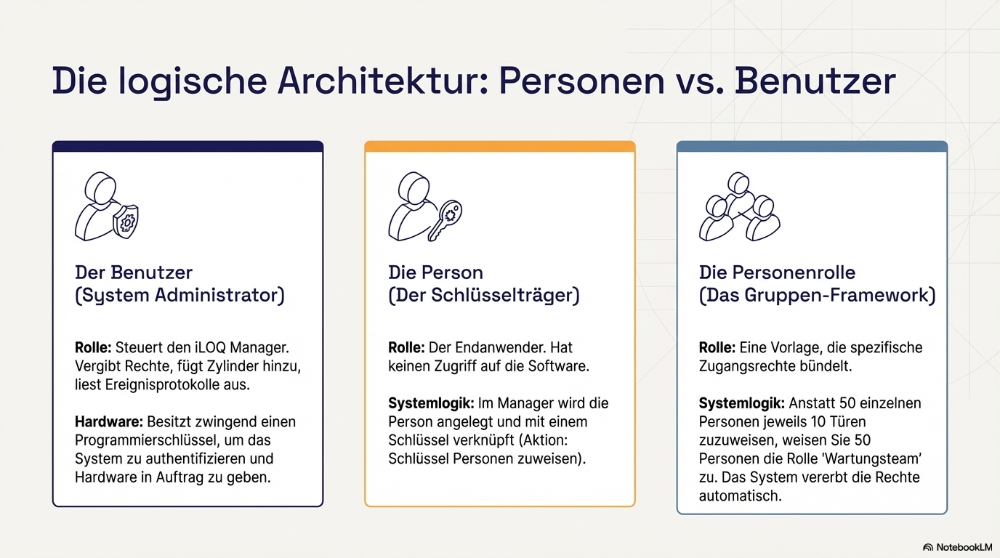 Die logische Architektur: Personen vs. Benutzer
Der Benutzer
(System Administrator)
Rolle: Steuert den iLOQ Manager.
Vergibt Rechte, fügt Zylinder hinzu,
liest Ereignisprotokolle aus.
Hardware: Besitzt zwingend einen
Programmierschlüssel, um das
System zu authentifizieren und
Hardware in Auftrag zu geben.
Die Person
(Der Schlüsselträger)
Rolle: Der Endanwender. Hat
keinen Zugriff auf die Software.
Systemlogik: Im Manager wird die
Person angelegt und mit einem
Schlüssel verknüpft (Aktion:
Schlüssel Personen zuweisen).
Die Personenrolle
(Das Gruppen-Framework)
Rolle: Eine Vorlage, die spezifische
Zugangsrechte bündelt.
Systemlogik: Anstatt 50 einzelnen
Personen jeweils 10 Türen
zuzuweisen, weisen Sie 50
Personen die Rolle 'Wartungsteam’
zu. Das System vererbt die Rechte
automatisch.
NotebookLM